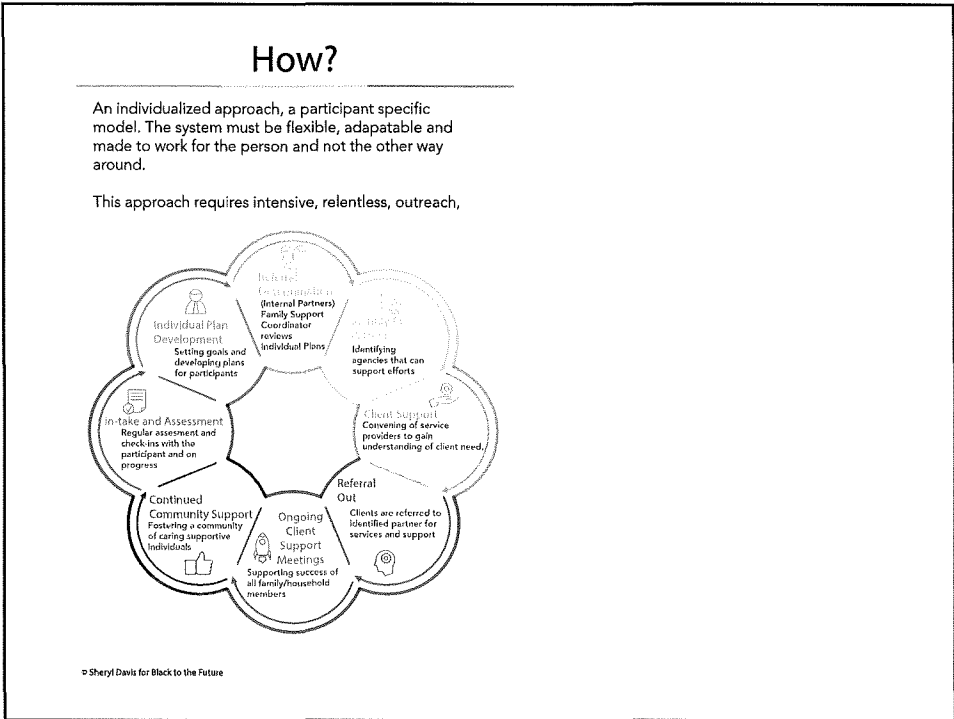 How?
An individualized approach, a participant specific
model. The system must be flexible, adapatable and
made to work for the person and not the other way
around.
This approach requires intensive, relentless, outreach,
(Internal Partners)
Family Support
Coordinator
reviews
Individual Plans
Identifying
agencies that can
support efforts
Client Support
Convening of service
providers to gain
understanding of client need.
Referral
Out
Clients are referred to
identified partner for
services and support
Ongoing
Client
Support
Meetings
Supporting success of
all family/household
members
Continued
Community Support
Fostering a community
of caring supportive
individuals
In-take and Assessment
Regular assesment and
check-ins with the
participant and on
progress
Individual Plan
Development
Setting goals and
developing plans
for participants
© Sheryl Davis for Black to the Future